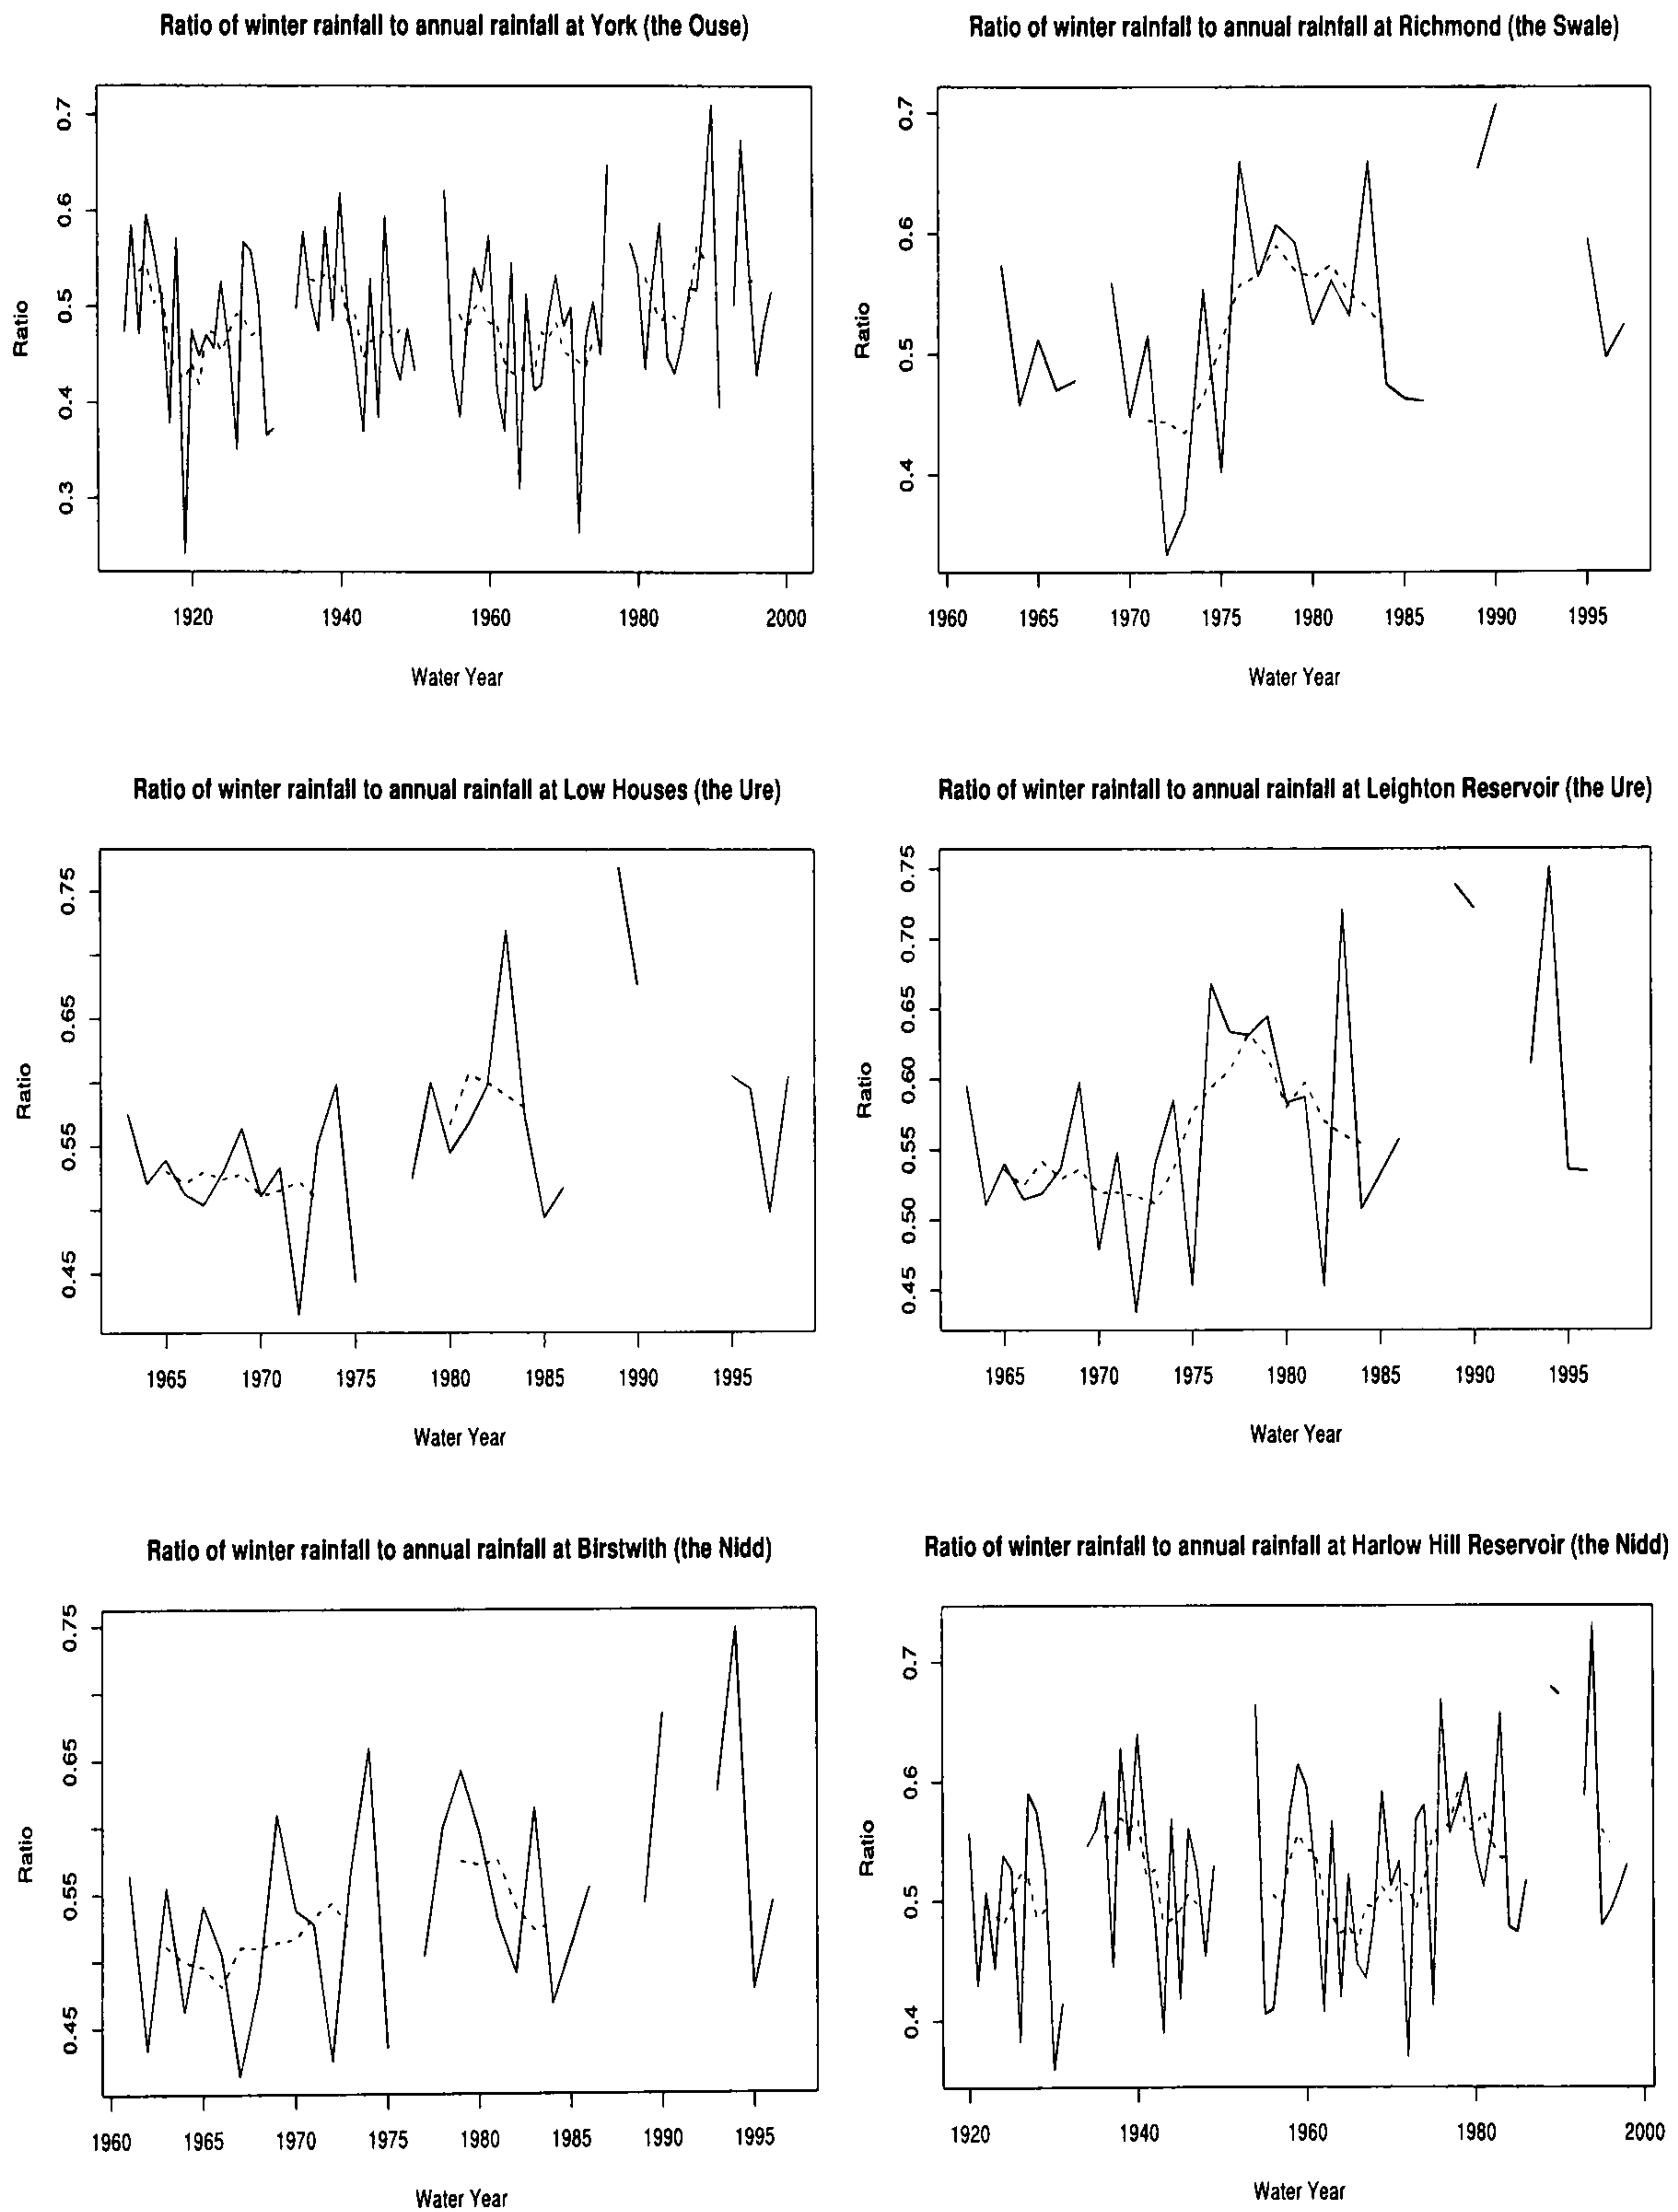 Ratio of winter rainfall to annual rainfall at York (the Ouse)
Ratio
0.7
0.6
0.5
0.4
0.3
1920 1940 1960 1980 2000
Water Year
Ratio of winter rainfall to annual rainfall at Richmond (the Swale)
Ratio
0.7
0.6
0.5
0.4
1960 1965 1970 1975 1980 1985 1990 1995
Water Year
Ratio of winter rainfall to annual rainfall at Low Houses (the Ure)
Ratio
0.75
0.65
0.55
0.45
1965 1970 1975 1980 1985 1990 1995
Water Year
Ratio of winter rainfall to annual rainfall at Leighton Reservoir (the Ure)
Ratio
0.75
0.70
0.65
0.60
0.55
0.50
0.45
1965 1970 1975 1980 1985 1990 1995
Water Year
Ratio of winter rainfall to annual rainfall at Birstwith (the Nidd)
Ratio
0.75
0.65
0.55
0.45
1960 1965 1970 1975 1980 1985 1990 1995
Water Year
Ratio of winter rainfall to annual rainfall at Harlow Hill Reservoir (the Nidd)
Ratio
0.7
0.6
0.5
0.4
1920 1940 1960 1980 2000
Water Year